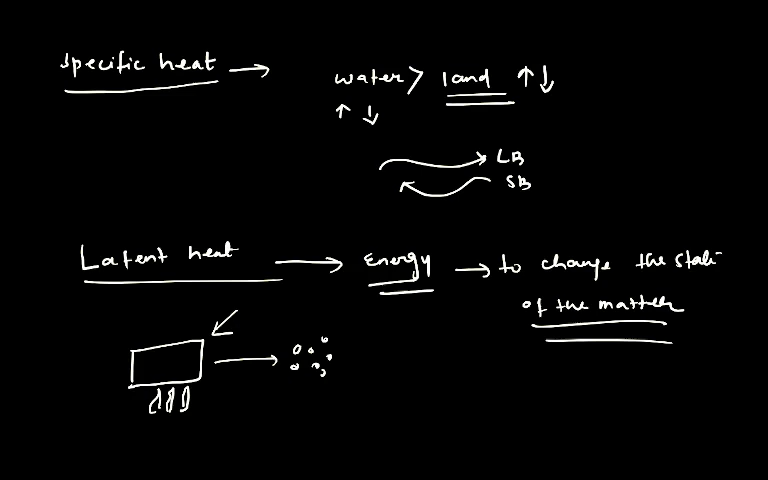 specific heat → water > land ↑↓
↑↓
LB
SB
Latent heat → Energy → to change the state
of the matter